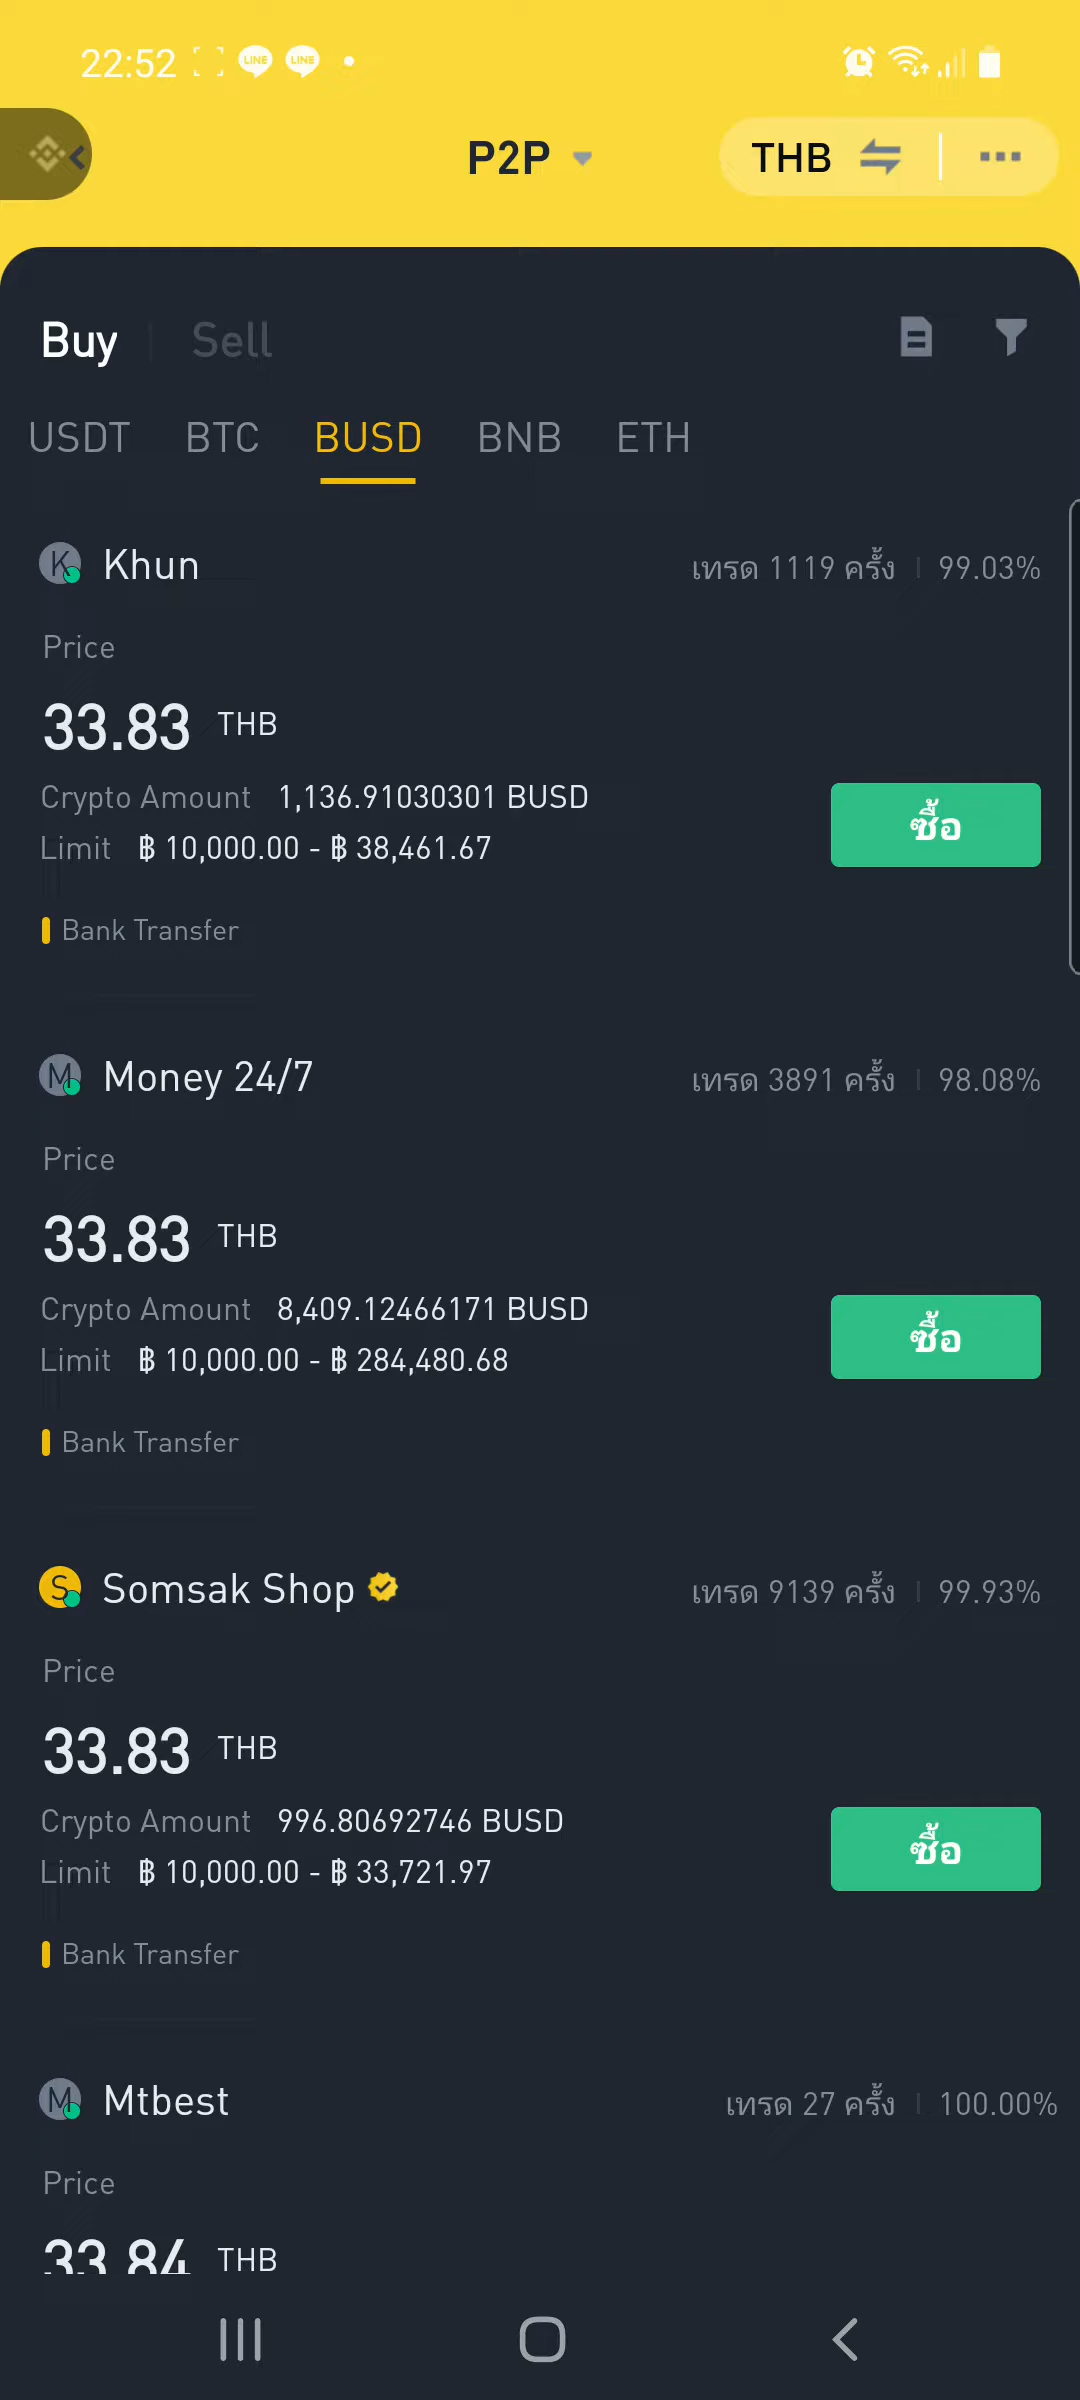 22:52
LINE LINE
P2P
THB
Buy Sell
USDT BTC BUSD BNB ETH
K Khun เทรด 1119 ครั้ง 99.03%
Price
33.83 THB
Crypto Amount 1,136.91030301 BUSD
Limit ฿ 10,000.00 - ฿ 38,461.67
ซื้อ
Bank Transfer
M Money 24/7 เทรด 3891 ครั้ง 98.08%
Price
33.83 THB
Crypto Amount 8,409.12466171 BUSD
Limit ฿ 10,000.00 - ฿ 284,480.68
ซื้อ
Bank Transfer
S Somsak Shop เทรด 9139 ครั้ง 99.93%
Price
33.83 THB
Crypto Amount 996.80692746 BUSD
Limit ฿ 10,000.00 - ฿ 33,721.97
ซื้อ
Bank Transfer
M Mtbest เทรด 27 ครั้ง 100.00%
Price
33.84 THB